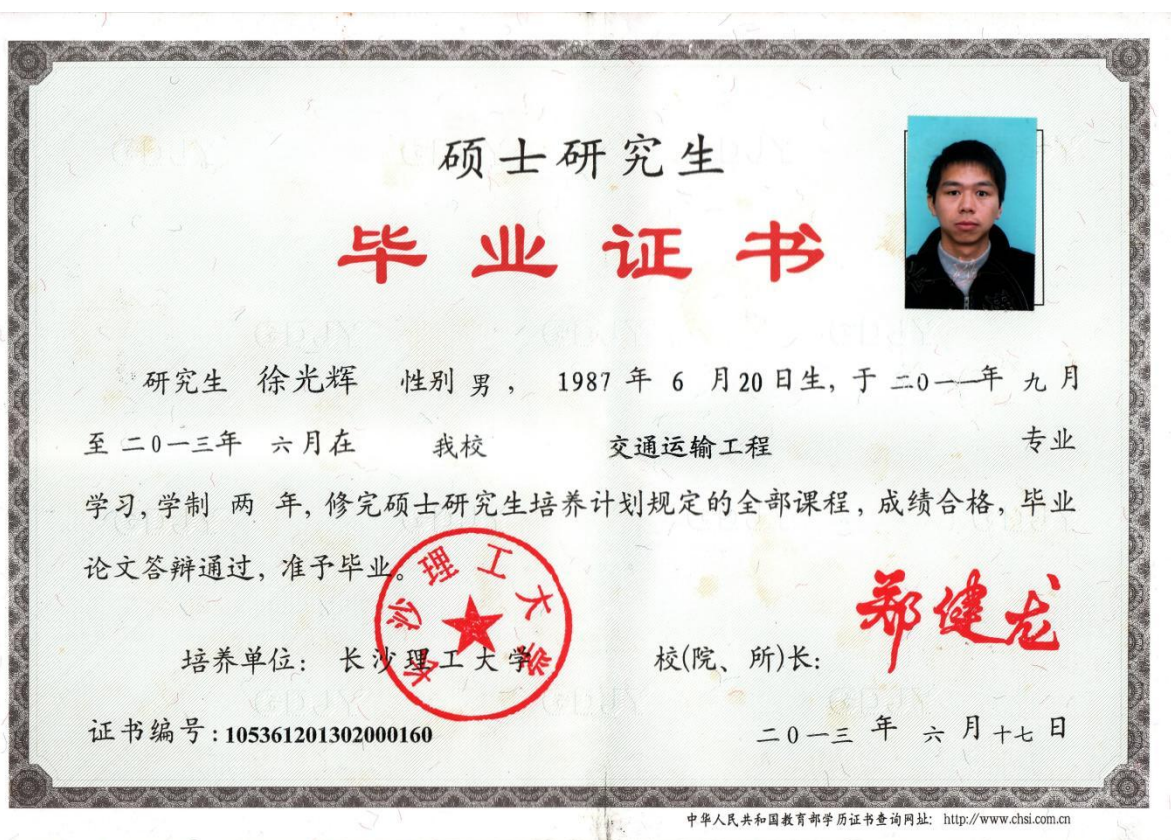 硕士研究生
毕业证书
研究生 徐光辉 性别 男， 1987 年 6 月 20 日生, 于 二0一一年 九 月
至 二0一三年 六 月在 我校 交通运输工程 专业
学习, 学制 两 年, 修完硕士研究生培养计划规定的全部课程, 成绩合格, 毕业
论文答辩通过, 准予毕业。
长沙理工大学
郑健龙
培养单位: 长沙理工大学 校(院、所)长:
证书编号:105361201302000160 二0一三 年 六 月 十七 日
中华人民共和国教育部学历证书查询网址: http://www.chsi.com.cn